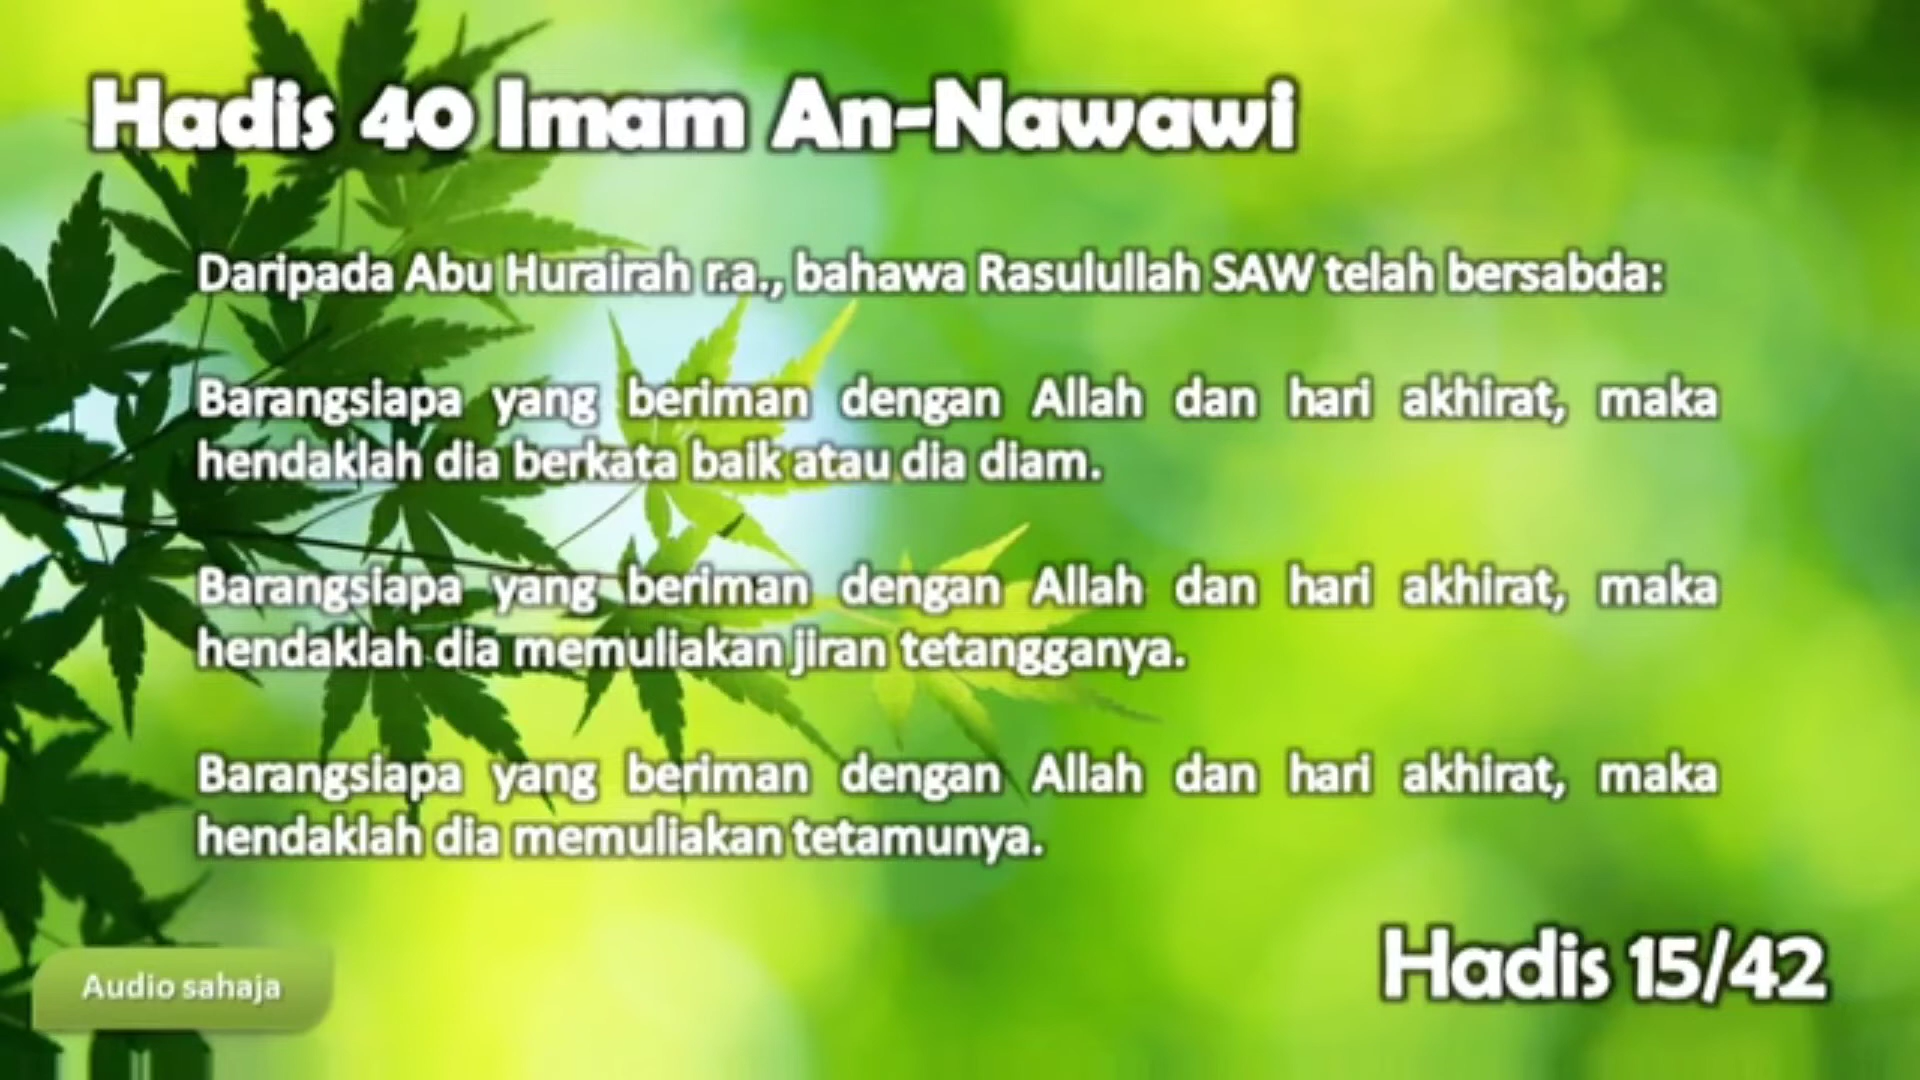 Hadis 40 Imam An-Nawawi
Daripada Abu Hurairah r.a., bahawa Rasulullah SAW telah bersabda:
Barangsiapa yang beriman dengan Allah dan hari akhirat, maka
hendaklah dia berkata baik atau dia diam.
Barangsiapa yang beriman dengan Allah dan hari akhirat, maka
hendaklah dia memuliakan jiran tetangganya.
Barangsiapa yang beriman dengan Allah dan hari akhirat, maka
hendaklah dia memuliakan tetamunya.
Hadis 15/42
Audio sahaja